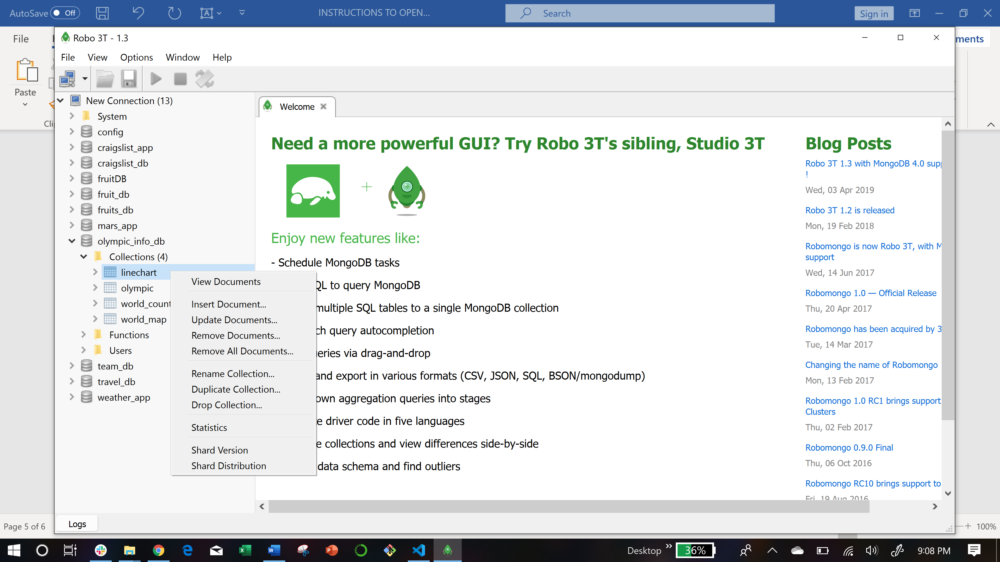 AutoSave Off
INSTRUCTIONS TO OPEN...
Search
Sign in
File
ments
Paste
Robo 3T - 1.3
File View Options Window Help
New Connection (13)
System
config
craigslist_app
craigslist_db
fruitDB
fruit_db
fruits_db
mars_app
olympic_info_db
Collections (4)
linechart
olympic
world_count
world_map
Functions
Users
team_db
travel_db
weather_app
View Documents
Insert Document...
Update Documents...
Remove Documents...
Remove All Documents...
Rename Collection...
Duplicate Collection...
Drop Collection...
Statistics
Shard Version
Shard Distribution
Welcome
Need a more powerful GUI? Try Robo 3T's sibling, Studio 3T
Enjoy new features like:
- Schedule MongoDB tasks
QL to query MongoDB
multiple SQL tables to a single MongoDB collection
ch query autocompletion
eries via drag-and-drop
and export in various formats (CSV, JSON, SQL, BSON/mongodump)
own aggregation queries into stages
e driver code in five languages
e collections and view differences side-by-side
data schema and find outliers
Blog Posts
Robo 3T 1.3 with MongoDB 4.0 supp
!
Wed, 03 Apr 2019
Robo 3T 1.2 is released
Mon, 19 Feb 2018
Robomongo is now Robo 3T, with M
support
Wed, 14 Jun 2017
Robomongo 1.0 — Official Release
Thu, 20 Apr 2017
Robomongo has been acquired by 3
Tue, 14 Mar 2017
Changing the name of Robomongo
Mon, 13 Feb 2017
Robomongo 1.0 RC1 brings support
Clusters
Thu, 02 Feb 2017
Robomongo 0.9.0 Final
Thu, 06 Oct 2016
Robomongo RC10 brings support to
Fri, 19 Aug 2016
Logs
Page 5 of 6
100%
Desktop
36%
9:08 PM